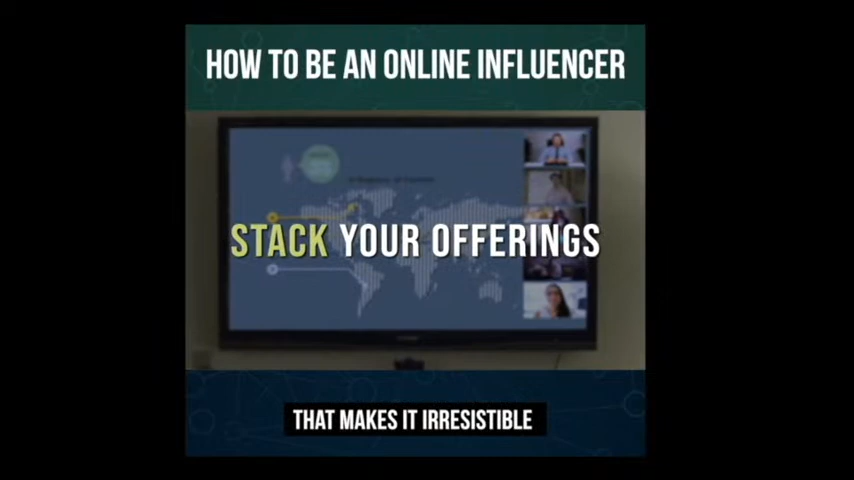 HOW TO BE AN ONLINE INFLUENCER
STACK YOUR OFFERINGS
THAT MAKES IT IRRESISTIBLE